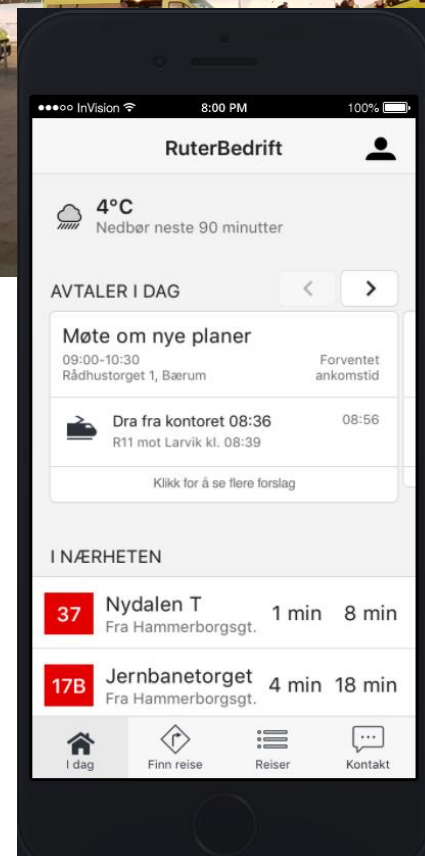 InVision 8:00 PM 100%
RuterBedrift
4°C
Nedbør neste 90 minutter
AVTALER I DAG
Møte om nye planer
09:00-10:30
Rådhustorget 1, Bærum
Forventet
ankomstid
Dra fra kontoret 08:36 08:56
R11 mot Larvik kl. 08:39
Klikk for å se flere forslag
I NÆRHETEN
37 Nydalen T 1 min 8 min
Fra Hammerborgsgt.
17B Jernbanetorget 4 min 18 min
Fra Hammerborgsgt.
I dag Finn reise Reiser Kontakt